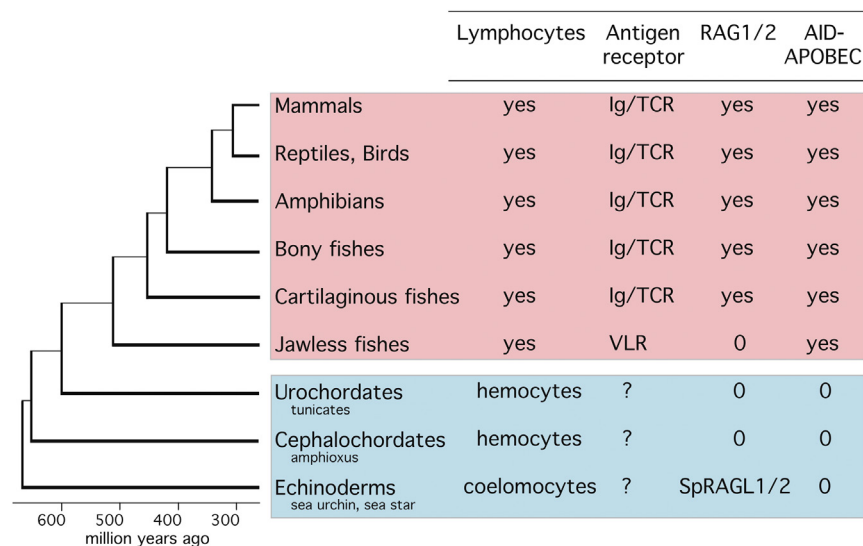 Lymphocytes Antigen receptor RAG1/2 AID-APOBEC
Mammals yes Ig/TCR yes yes
Reptiles, Birds yes Ig/TCR yes yes
Amphibians yes Ig/TCR yes yes
Bony fishes yes Ig/TCR yes yes
Cartilaginous fishes yes Ig/TCR yes yes
Jawless fishes yes VLR 0 yes
Urochordates hemocytes ? 0 0
tunicates
Cephalochordates hemocytes ? 0 0
amphioxus
Echinoderms coelomocytes ? SpRAGL1/2 0
sea urchin, sea star
600 500 400 300
million years ago